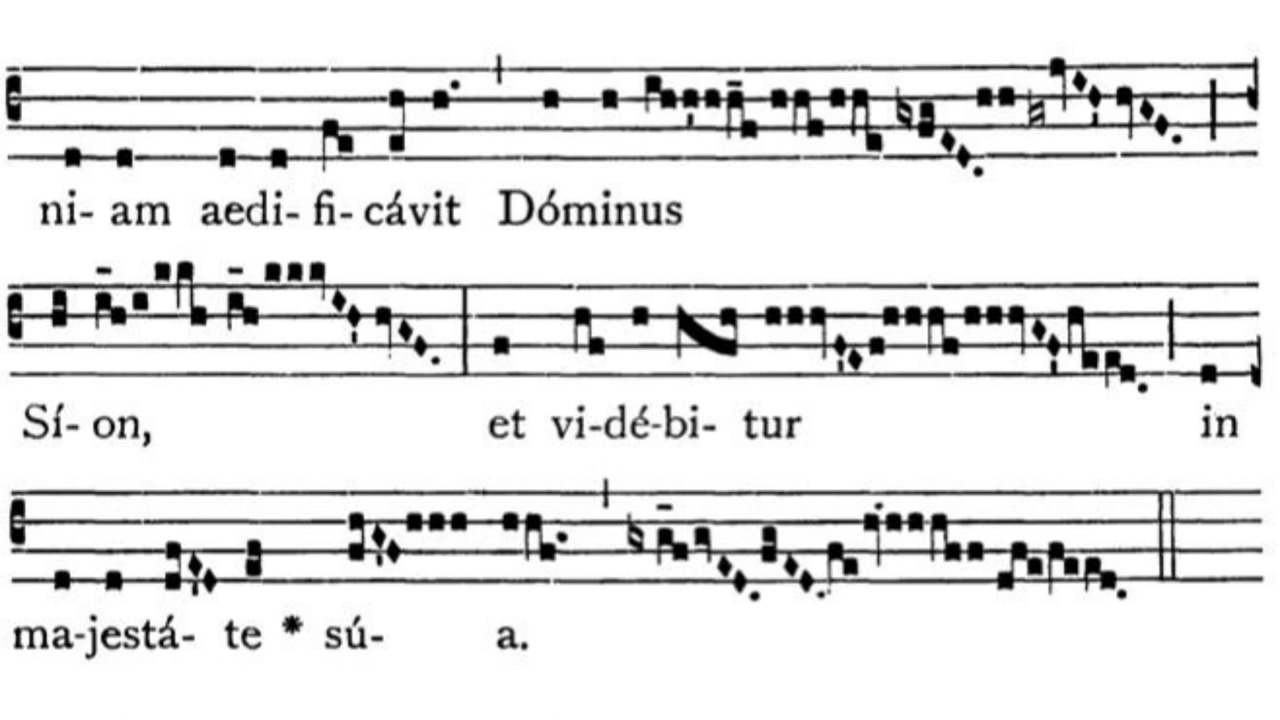 ni- am aedi- fi- cávit Dóminus
Sí- on, et vi-dé-bi- tur in
ma-jestá- te * sú- a.